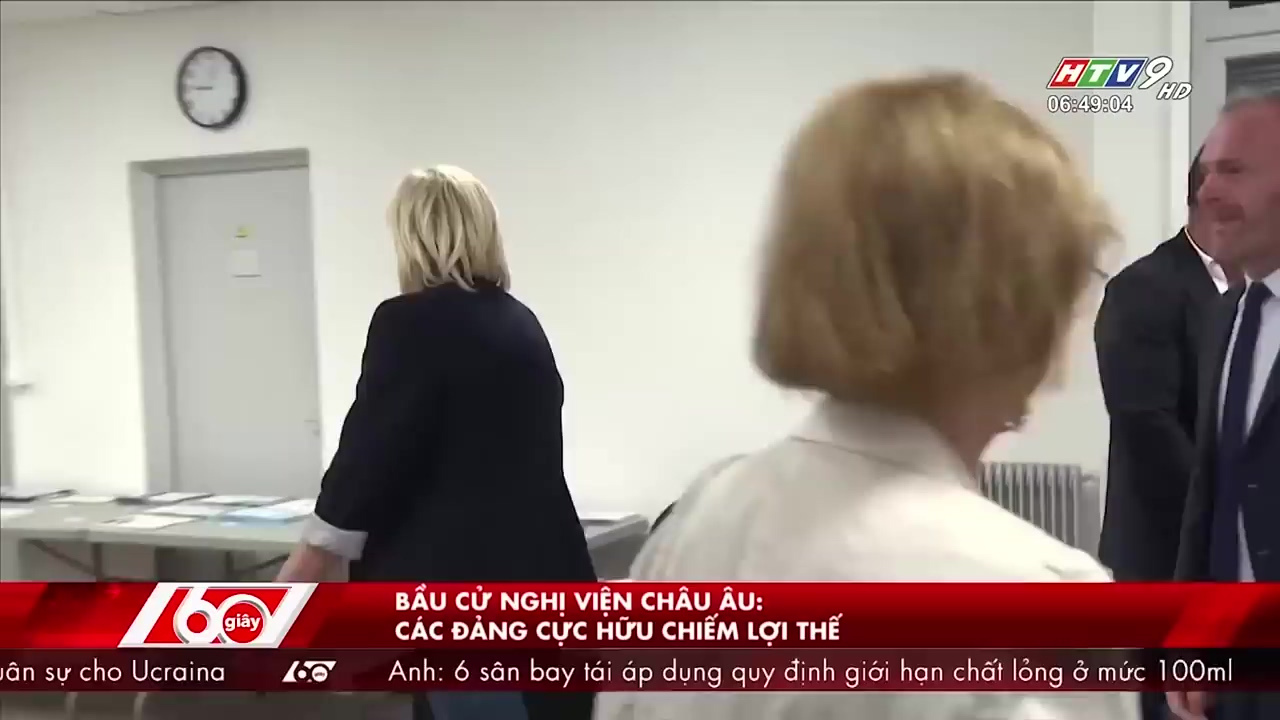 HTV9
HD
06:49:04
60
giây
BẦU CỬ NGHỊ VIỆN CHÂU ÂU:
CÁC ĐẢNG CỰC HỮU CHIẾM LỢI THẾ
sự cho Ucraina
60 giây
Anh: 6 sân bay tái áp dụng quy định giới hạn chất lỏng ở mức 100ml